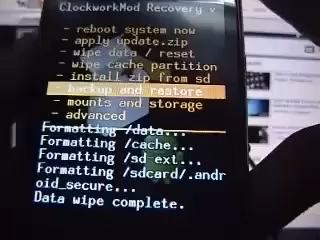 ClockworkMod Recovery v
- reboot system now
- apply update.zip
- wipe data / reset
- wipe cache partition
- install zip from sd
- backup and restore
- mounts and storage
- advanced
Formatting /data...
Formatting /cache...
Formatting /sd-ext...
Formatting /sdcard/.andr
oid_secure...
Data wipe complete.